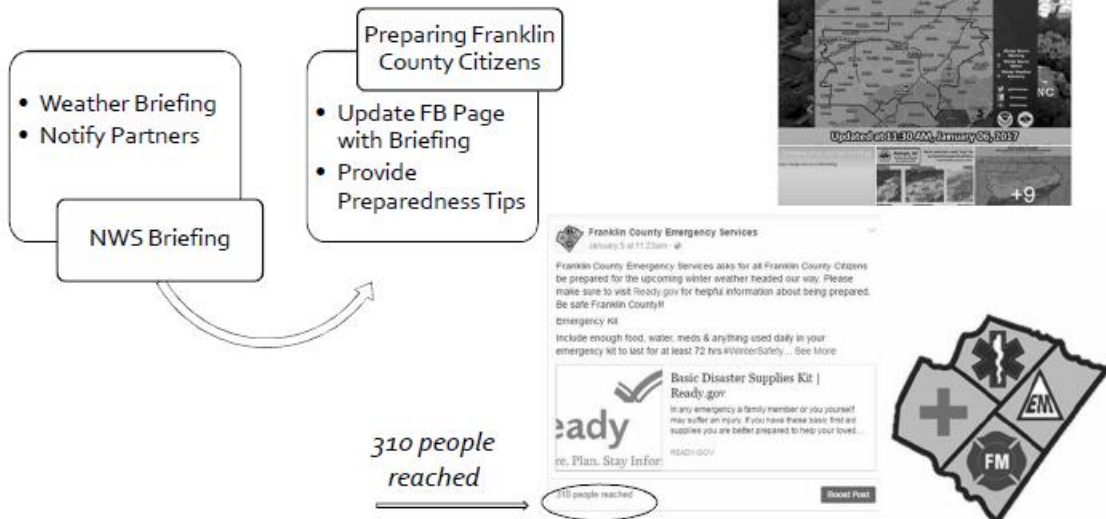 • Weather Briefing
• Notify Partners
NWS Briefing
Preparing Franklin
County Citizens
• Update FB Page
with Briefing
• Provide
Preparedness Tips
Updated at 11:30 AM, January 06, 2017
+9
NC
Franklin County Emergency Services
January 5 at 11:23am
Franklin County Emergency Services asks for all Franklin County Citizens
be prepared for the upcoming winter weather headed our way. Please
make sure to visit Ready.gov for helpful information about being prepared.
Be safe Franklin County!!!
Emergency Kit
Include enough food, water, meds & anything used daily in your
emergency kit to last for at least 72 hrs #WinterSafety... See More
eady
re. Plan. Stay Infor
Basic Disaster Supplies Kit |
Ready.gov
In any emergency a family member or you yourself
may suffer an injury. If you have these basic first aid
supplies you are better prepared to help your loved...
READY.GOV
310 people reached
Boost Post
310 people
reached
EM
FM